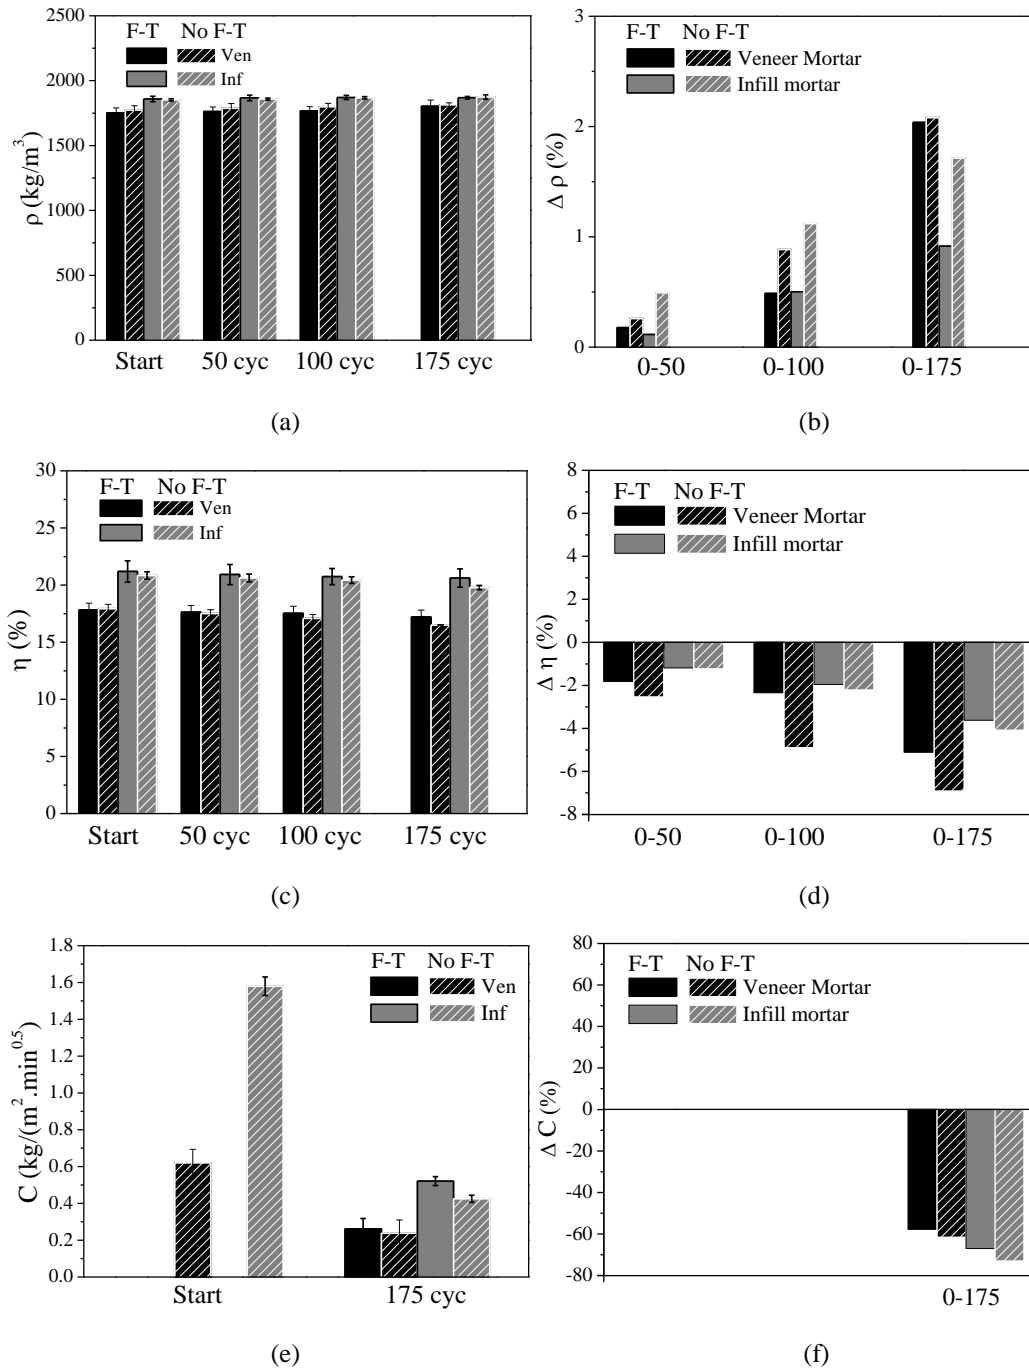 F-T No F-T
Ven
Inf
3000
2500
2000
1500
1000
500
0
ρ (kg/m³)
Start 50 cyc 100 cyc 175 cyc
(a)
F-T No F-T
Veneer Mortar
Infill mortar
3
2
1
0
Δ ρ (%)
0-50 0-100 0-175
(b)
F-T No F-T
Ven
Inf
30
25
20
15
10
5
0
η (%)
Start 50 cyc 100 cyc 175 cyc
(c)
F-T No F-T
Veneer Mortar
Infill mortar
8
6
4
2
0
-2
-4
-6
-8
Δ η (%)
0-50 0-100 0-175
(d)
F-T No F-T
Ven
Inf
1.8
1.6
1.4
1.2
1.0
0.8
0.6
0.4
0.2
0.0
C (kg/(m².min⁰·⁵)
Start 175 cyc
(e)
F-T No F-T
Veneer Mortar
Infill mortar
80
60
40
20
0
-20
-40
-60
-80
Δ C (%)
0-175
(f)